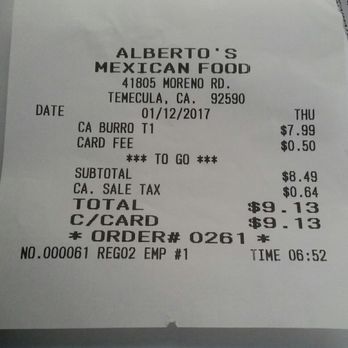 ALBERTO'S
MEXICAN FOOD
41805 MORENO RD.
TEMECULA, CA. 92590
DATE 01/12/2017 THU
CA BURRO T1 $7.99
CARD FEE $0.50
*** TO GO ***
SUBTOTAL $8.49
CA. SALE TAX $0.64
TOTAL $9.13
C/CARD $9.13
* ORDER# 0261 *
NO.000061 REG02 EMP #1 TIME 06:52